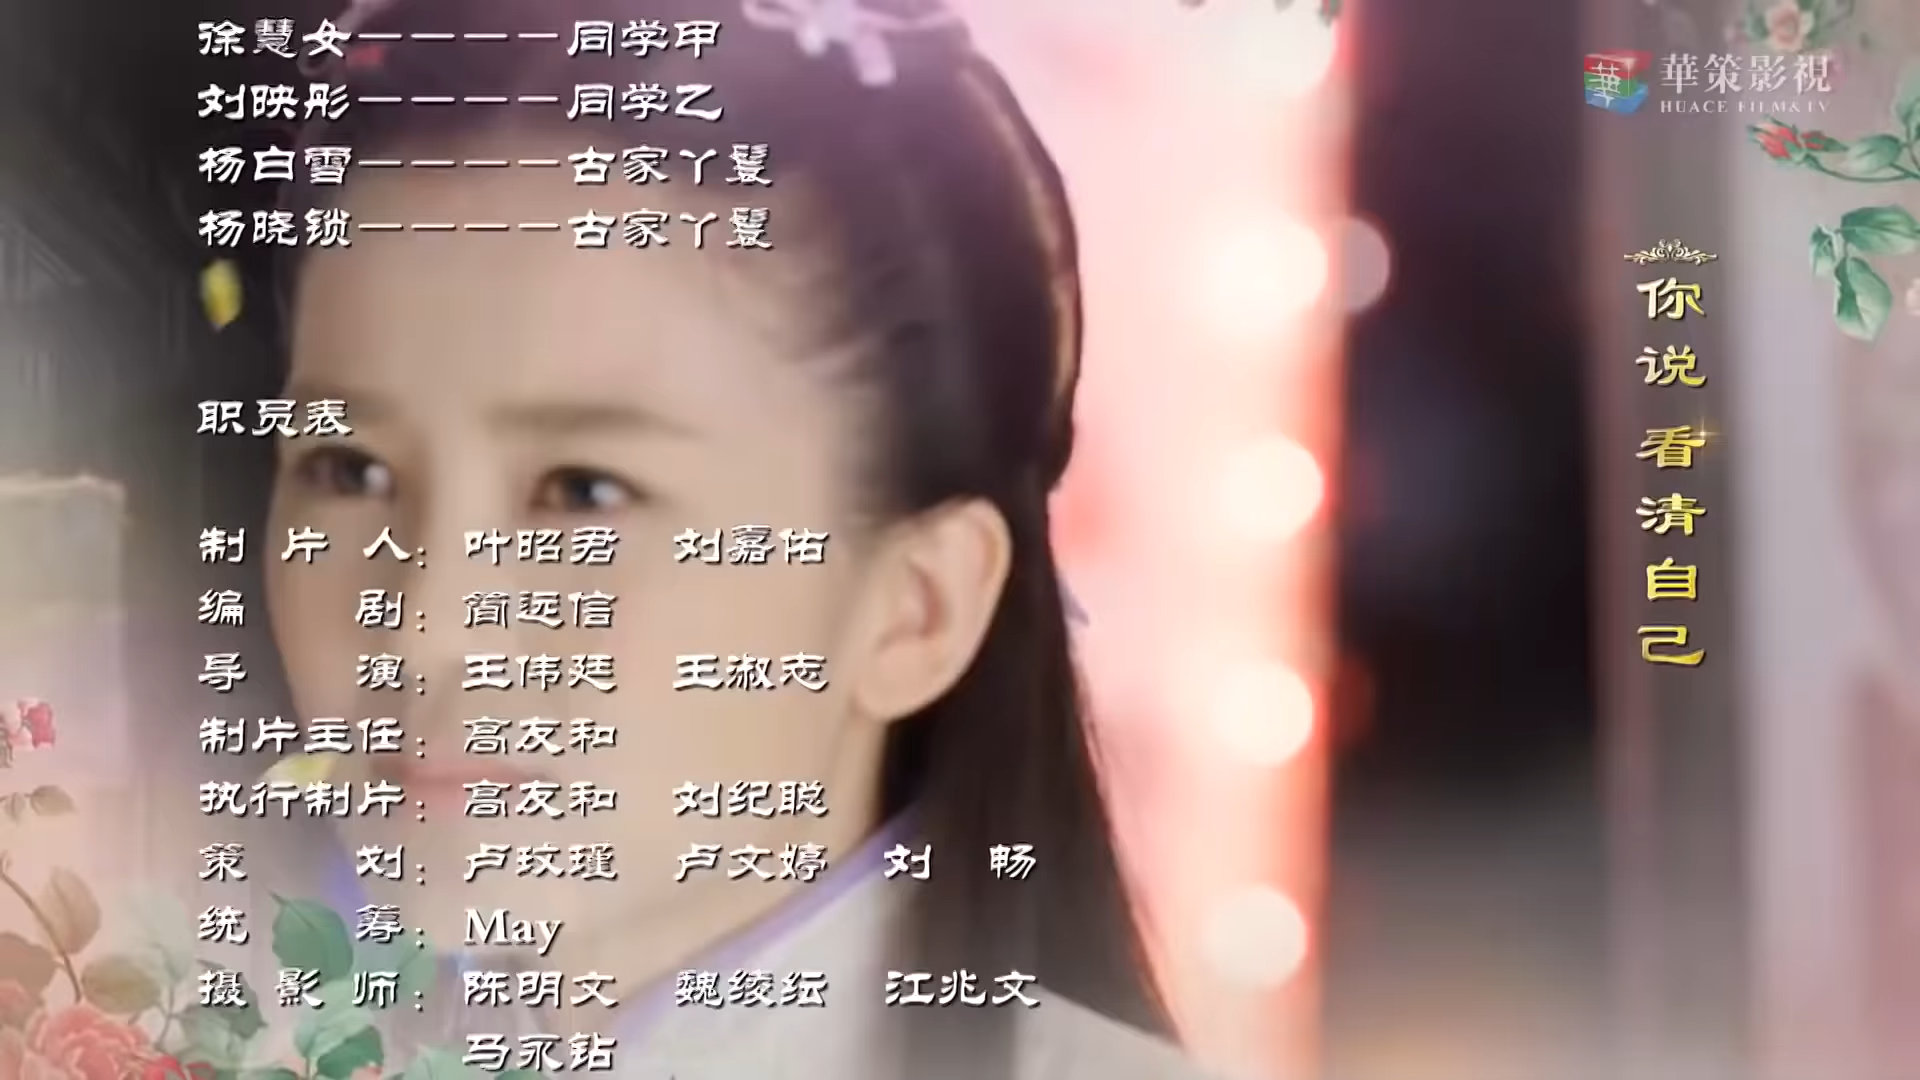 徐慧女————同学甲
刘映彤————同学乙
杨白雪————古家丫鬟
杨晓锁————古家丫鬟
职员表
制片人：叶昭君 刘嘉佑
编剧：简远信
导演：王伟廷 王淑志
制片主任：高友和
执行制片：高友和 刘纪聪
策划：卢玟瑾 卢文婷 刘畅
统筹：May
摄影师：陈明文 魏绫纭 江兆文
马永钻
華策影視
HUACE FILM&TV
你说 看清自己